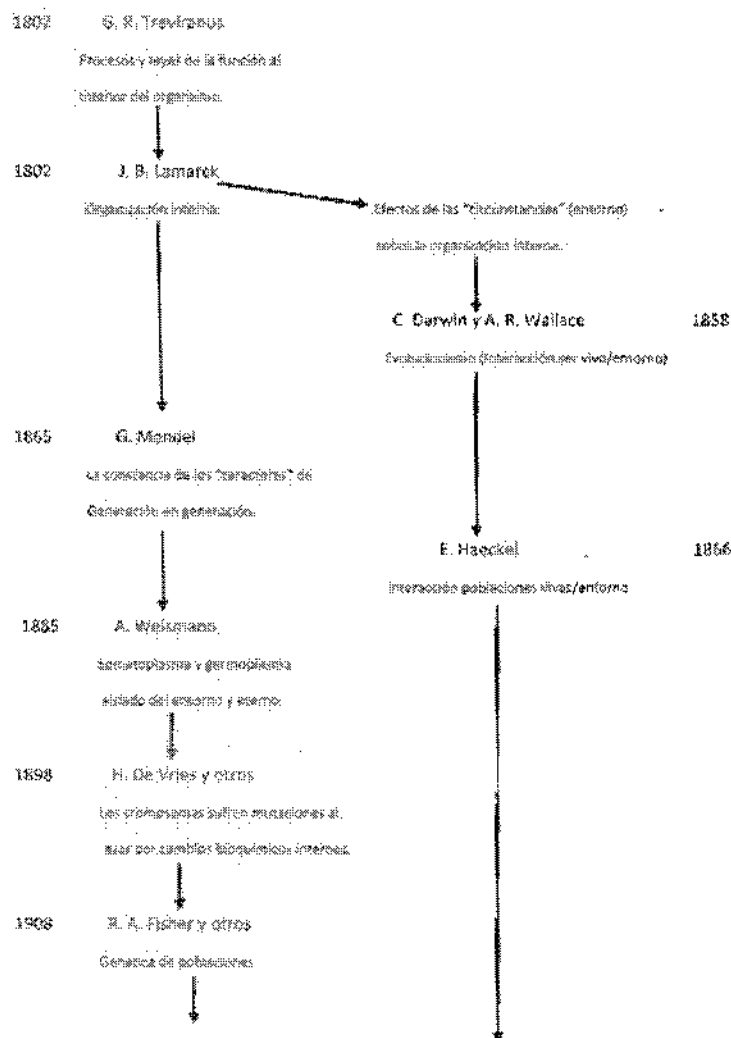 1802 G. R. Treviranus
Procesos y leyes de la función al
interior del organismo.
1802 J. B. Lamarck
Organización interna
Efectos de las "circunstancias" (entorno)
sobre la organización interna.
C. Darwin y A. R. Wallace 1858
Evolucionismo (interacción ser vivo/entorno)
1865 G. Mendel
La constancia de los "caracteres" de
Generación en generación.
E. Haeckel 1866
Interacción poblaciones vivas/entorno
1885 A. Weismann
Somatoplasma y germoplasma
aislado del entorno y
1898 H. De Vries y otros
Los cromosomas sufren mutaciones al
azar por cambios bioquímicos internos.
1908 R. A. Fisher y otros
Genética de poblaciones